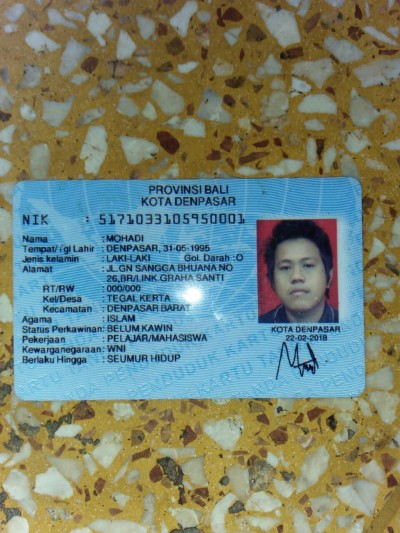 PROVINSI BALI
KOTA DENPASAR
NIK : 5171033105950001
Nama : MOHADI
Tempat/Tgl Lahir : DENPASAR, 31-05-1995
Jenis kelamin : LAKI-LAKI Gol. Darah :O
Alamat : JL.GN SANGGA BHUANA NO
26,BR/LINK.GRAHA SANTI
RT/RW : 000/000
Kel/Desa : TEGAL KERTA
Kecamatan : DENPASAR BARAT
Agama : ISLAM
Status Perkawinan: BELUM KAWIN
Pekerjaan : PELAJAR/MAHASISWA
Kewarganegaraan: WNI
Berlaku Hingga : SEUMUR HIDUP
KOTA DENPASAR
22-02-2018